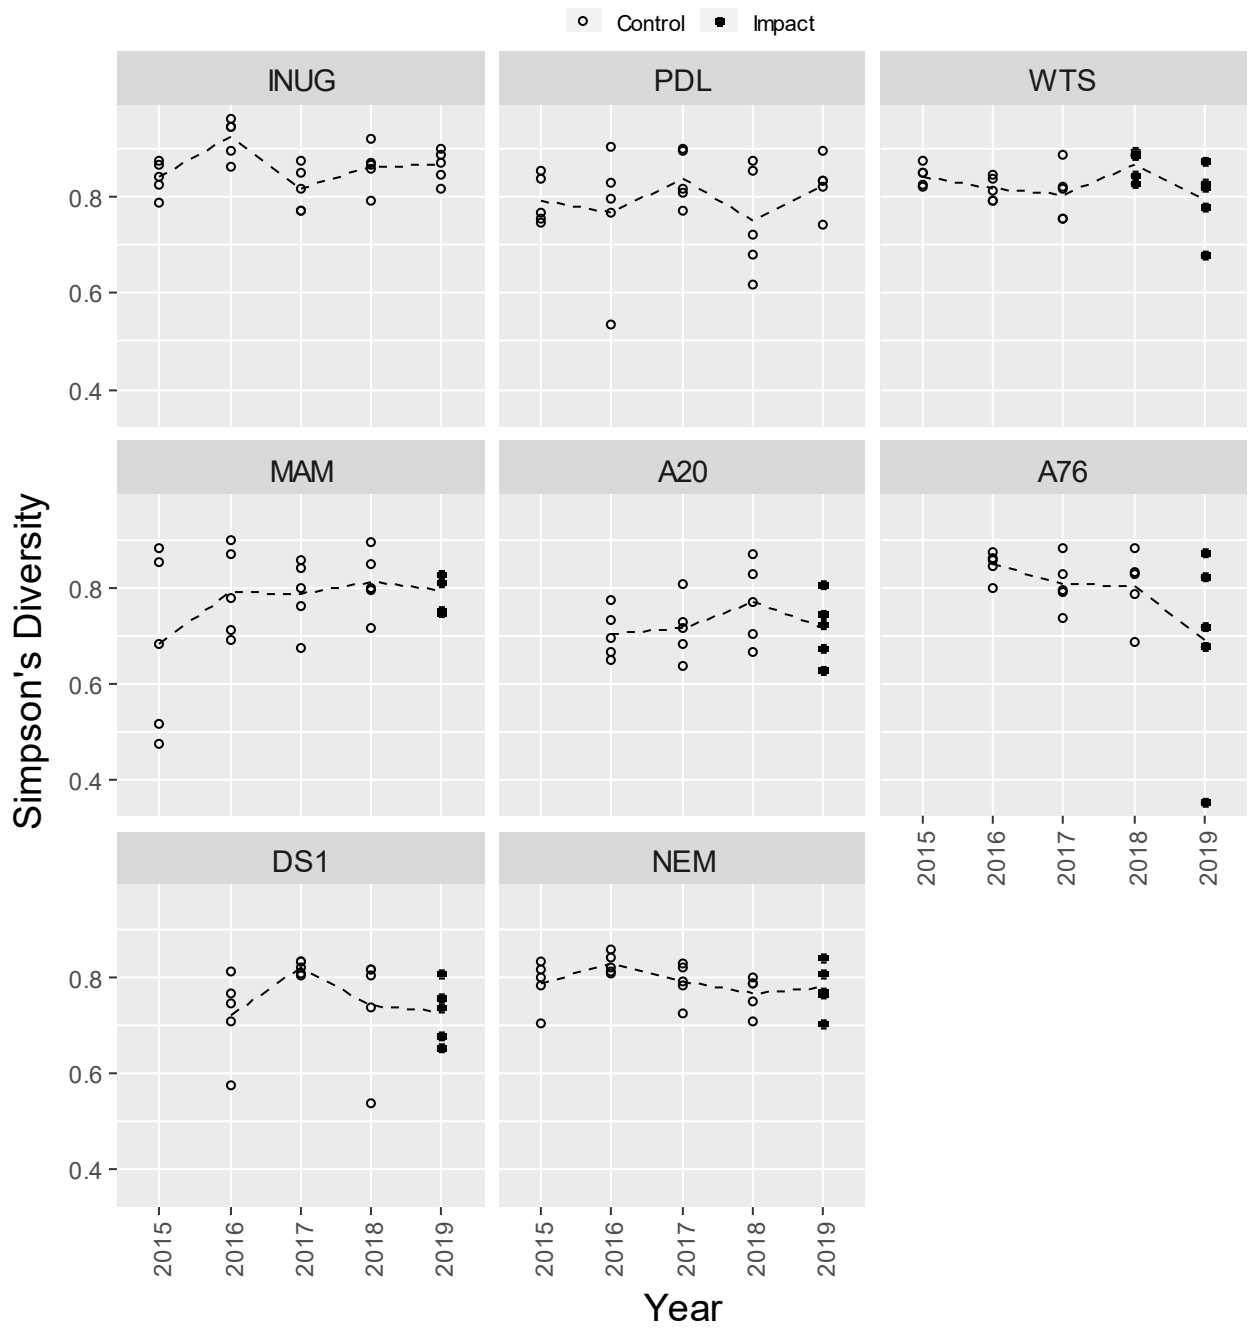 Control Impact
INUG PDL WTS
0.8
0.6
0.4
MAM A20 A76
0.8
0.6
0.4
2015 2016 2017 2018 2019
DS1 NEM
0.8
0.6
0.4
2015 2016 2017 2018 2019 2015 2016 2017 2018 2019
Simpson's Diversity
Year